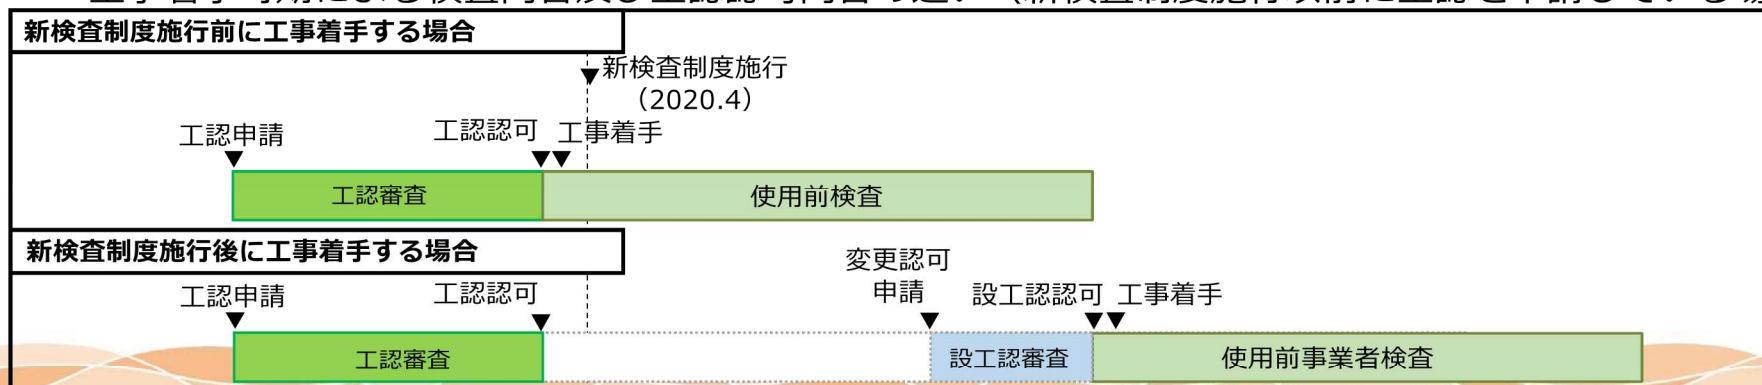 新検査制度施行前に工事着手する場合
新検査制度施行
(2020.4)
工認申請
工認認可
工事着手
工認審査
使用前検査
新検査制度施行後に工事着手する場合
変更認可
申請
工認申請
工認認可
設工認認可
工事着手
工認審査
設工認審査
使用前事業者検査